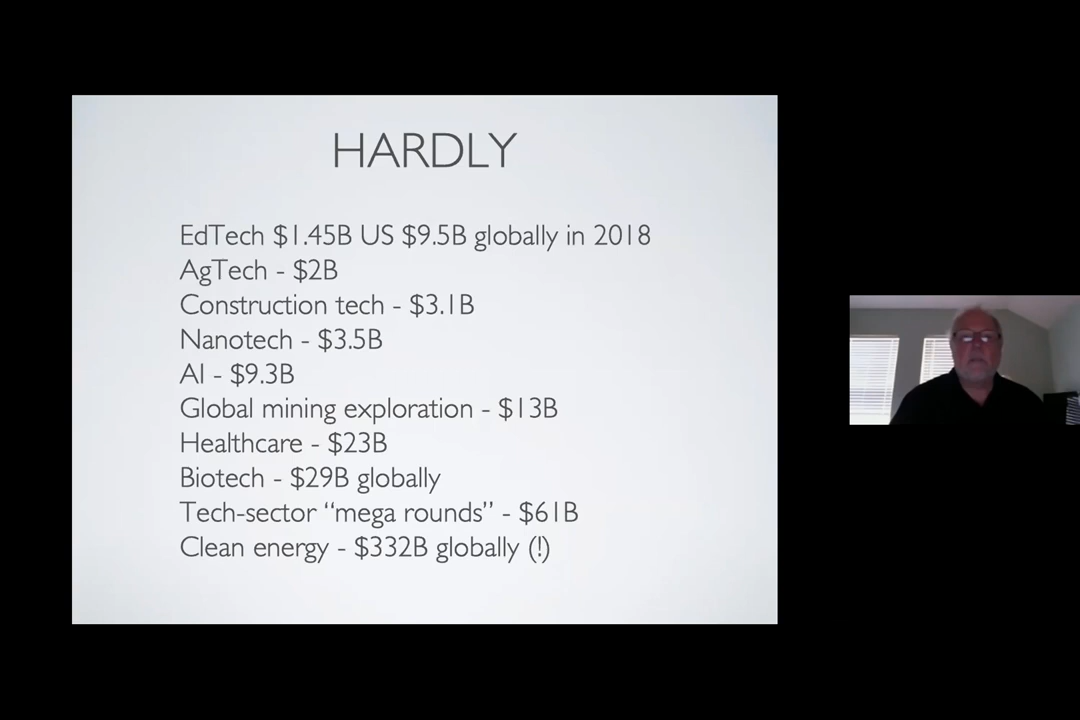 HARDLY
EdTech $1.45B US $9.5B globally in 2018
AgTech - $2B
Construction tech - $3.1B
Nanotech - $3.5B
AI - $9.3B
Global mining exploration - $13B
Healthcare - $23B
Biotech - $29B globally
Tech-sector “mega rounds” - $61B
Clean energy - $332B globally (!)